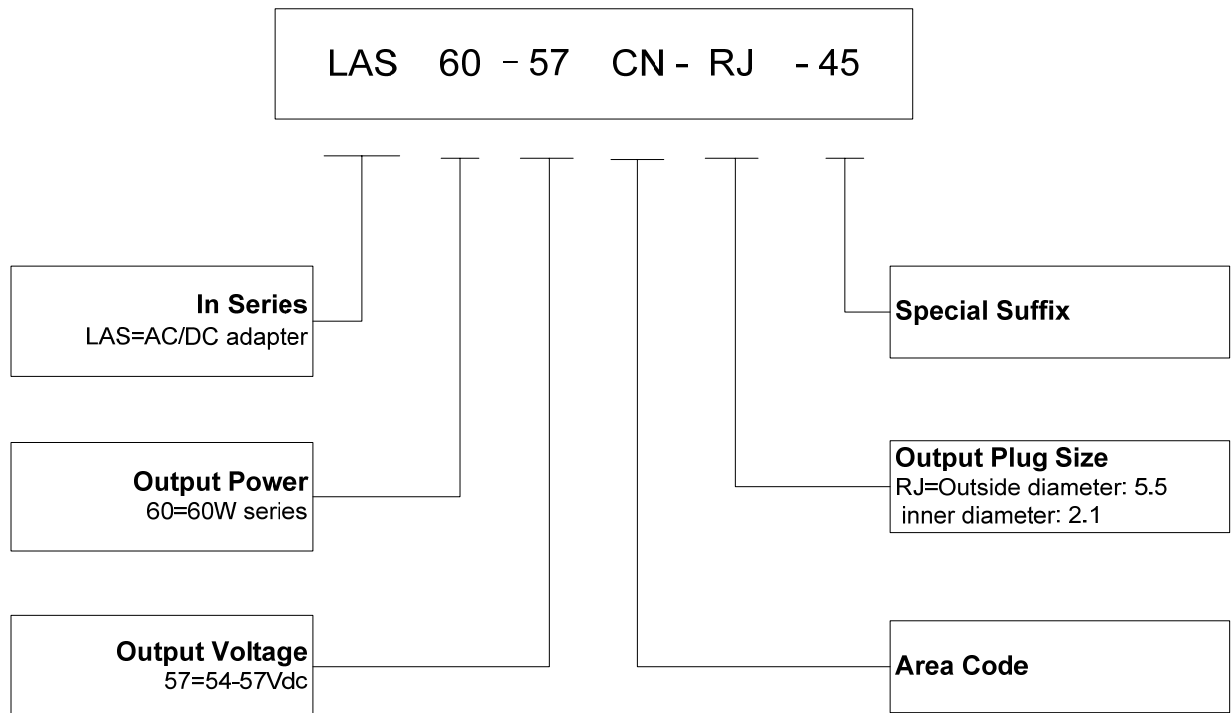 LAS 60 - 57 CN - RJ - 45
In Series
LAS=AC/DC adapter
Output Power
60=60W series
Output Voltage
57=54-57Vdc
Special Suffix
Output Plug Size
RJ=Outside diameter: 5.5
inner diameter: 2.1
Area Code